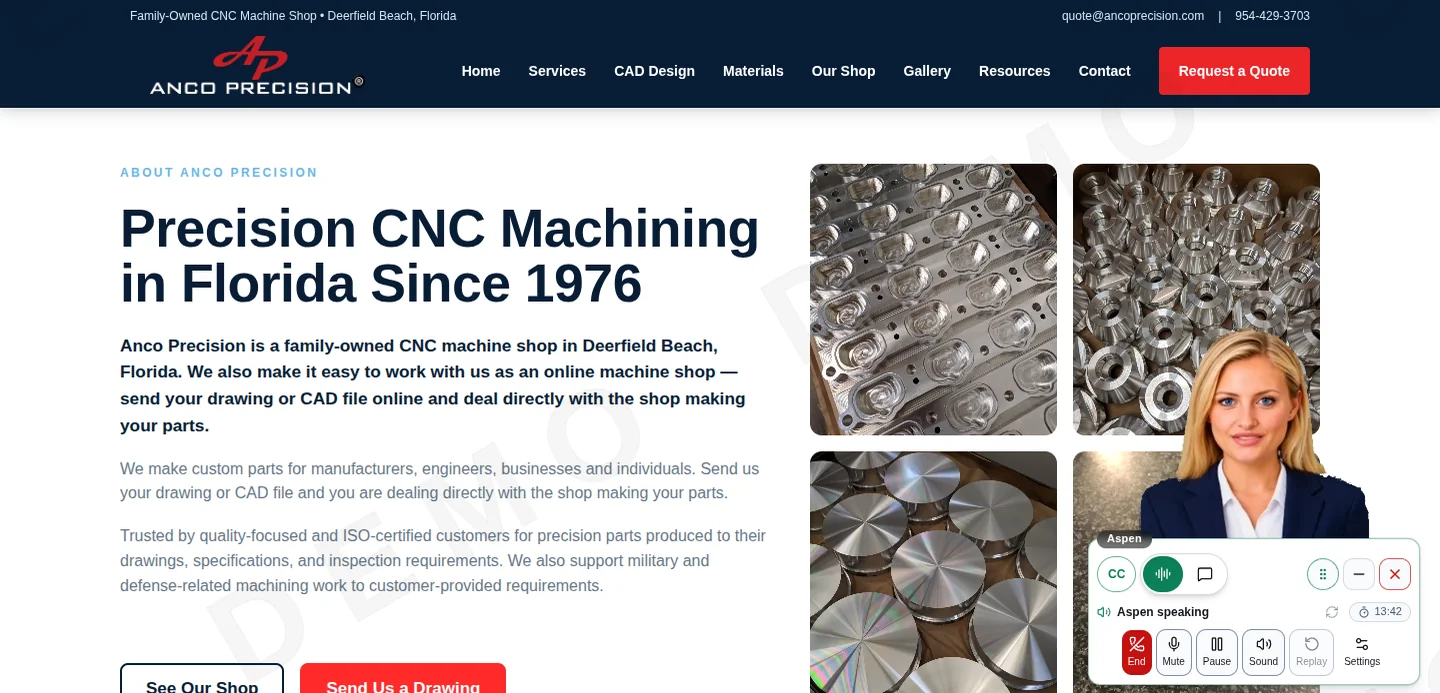 Family-Owned CNC Machine Shop • Deerfield Beach, Florida
quote@ancoprecision.com | 954-429-3703
AP
ANCO PRECISION®
Home Services CAD Design Materials Our Shop Gallery Resources Contact Request a Quote
ABOUT ANCO PRECISION
Precision CNC Machining
in Florida Since 1976
Anco Precision is a family-owned CNC machine shop in Deerfield Beach,
Florida. We also make it easy to work with us as an online machine shop —
send your drawing or CAD file online and deal directly with the shop making
your parts.
We make custom parts for manufacturers, engineers, businesses and individuals. Send us
your drawing or CAD file and you are dealing directly with the shop making your parts.
Trusted by quality-focused and ISO-certified customers for precision parts produced to their
drawings, specifications, and inspection requirements. We also support military and
defense-related machining work to customer-provided requirements.
See Our Shop Send Us a Drawing
DEMO
DEMO
Aspen
CC
Aspen speaking 13:42
End Mute Pause Sound Replay Settings